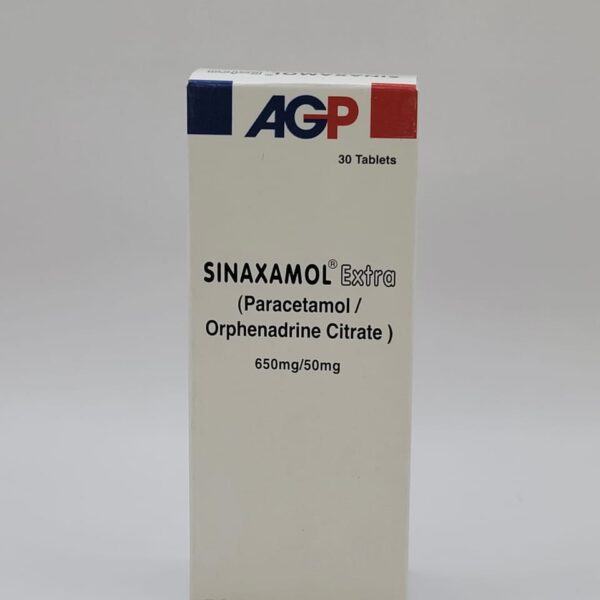 AGP
30 Tablets
SINAXAMOL® Extra
(Paracetamol /
Orphenadrine Citrate )
650mg/50mg